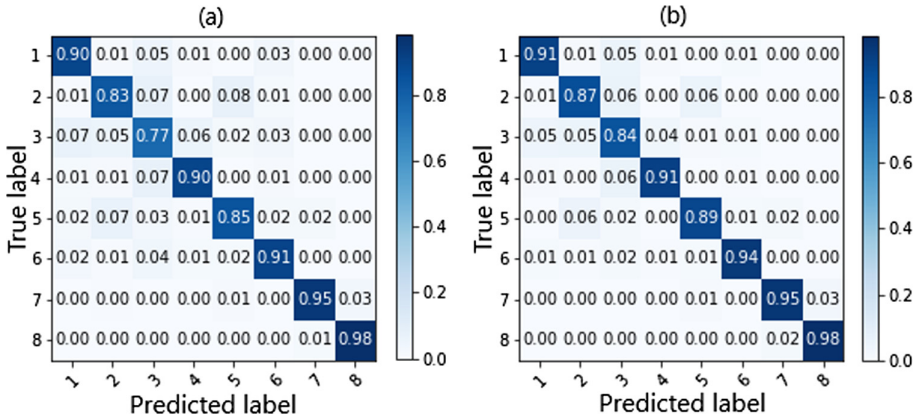 (a)
True label
1 0.90 0.01 0.05 0.01 0.00 0.03 0.00 0.00
2 0.01 0.83 0.07 0.00 0.08 0.01 0.00 0.00
3 0.07 0.05 0.77 0.06 0.02 0.03 0.00 0.00
4 0.01 0.01 0.07 0.90 0.00 0.01 0.00 0.00
5 0.02 0.07 0.03 0.01 0.85 0.02 0.02 0.00
6 0.02 0.01 0.04 0.01 0.02 0.91 0.00 0.00
7 0.00 0.00 0.00 0.00 0.01 0.00 0.95 0.03
8 0.00 0.00 0.00 0.00 0.00 0.00 0.01 0.98
1 2 3 4 5 6 7 8
Predicted label
0.8
0.6
0.4
0.2
0.0
(b)
True label
1 0.91 0.01 0.05 0.01 0.00 0.01 0.00 0.00
2 0.01 0.87 0.06 0.00 0.06 0.00 0.00 0.00
3 0.05 0.05 0.84 0.04 0.01 0.01 0.00 0.00
4 0.01 0.00 0.06 0.91 0.00 0.01 0.00 0.00
5 0.00 0.06 0.02 0.00 0.89 0.01 0.02 0.00
6 0.01 0.01 0.02 0.01 0.01 0.94 0.00 0.00
7 0.00 0.00 0.00 0.00 0.01 0.00 0.95 0.03
8 0.00 0.00 0.00 0.00 0.00 0.00 0.02 0.98
1 2 3 4 5 6 7 8
Predicted label
0.8
0.6
0.4
0.2
0.0